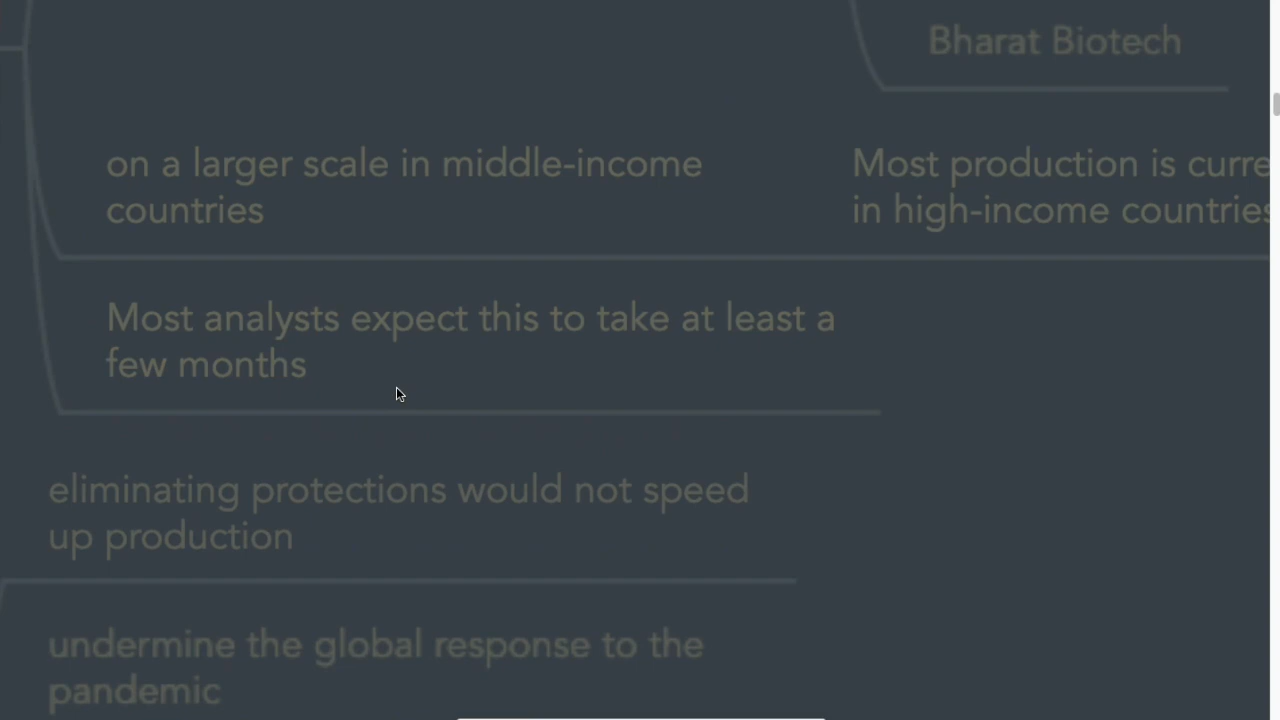 Bharat Biotech
on a larger scale in middle-income
countries
Most production is curre
in high-income countries
Most analysts expect this to take at least a
few months
eliminating protections would not speed
up production
undermine the global response to the
pandemic